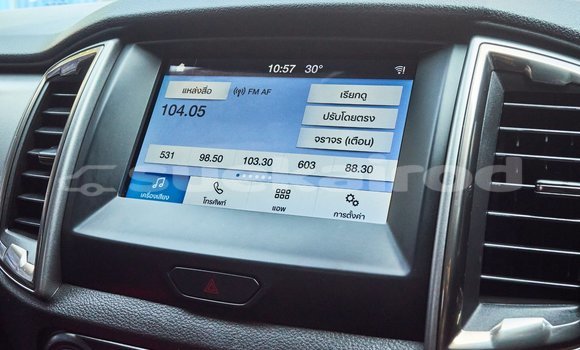 10:57 30°
แหล่งสื่อ (ชูบ) FM AF เรียกดู
104.05 ปรับโดยตรง
จราจร (เตือน)
531 98.50 103.30 603 88.30
เครื่องเสียง โทรศัพท์ แอพ การตั้งค่า
suqkairod